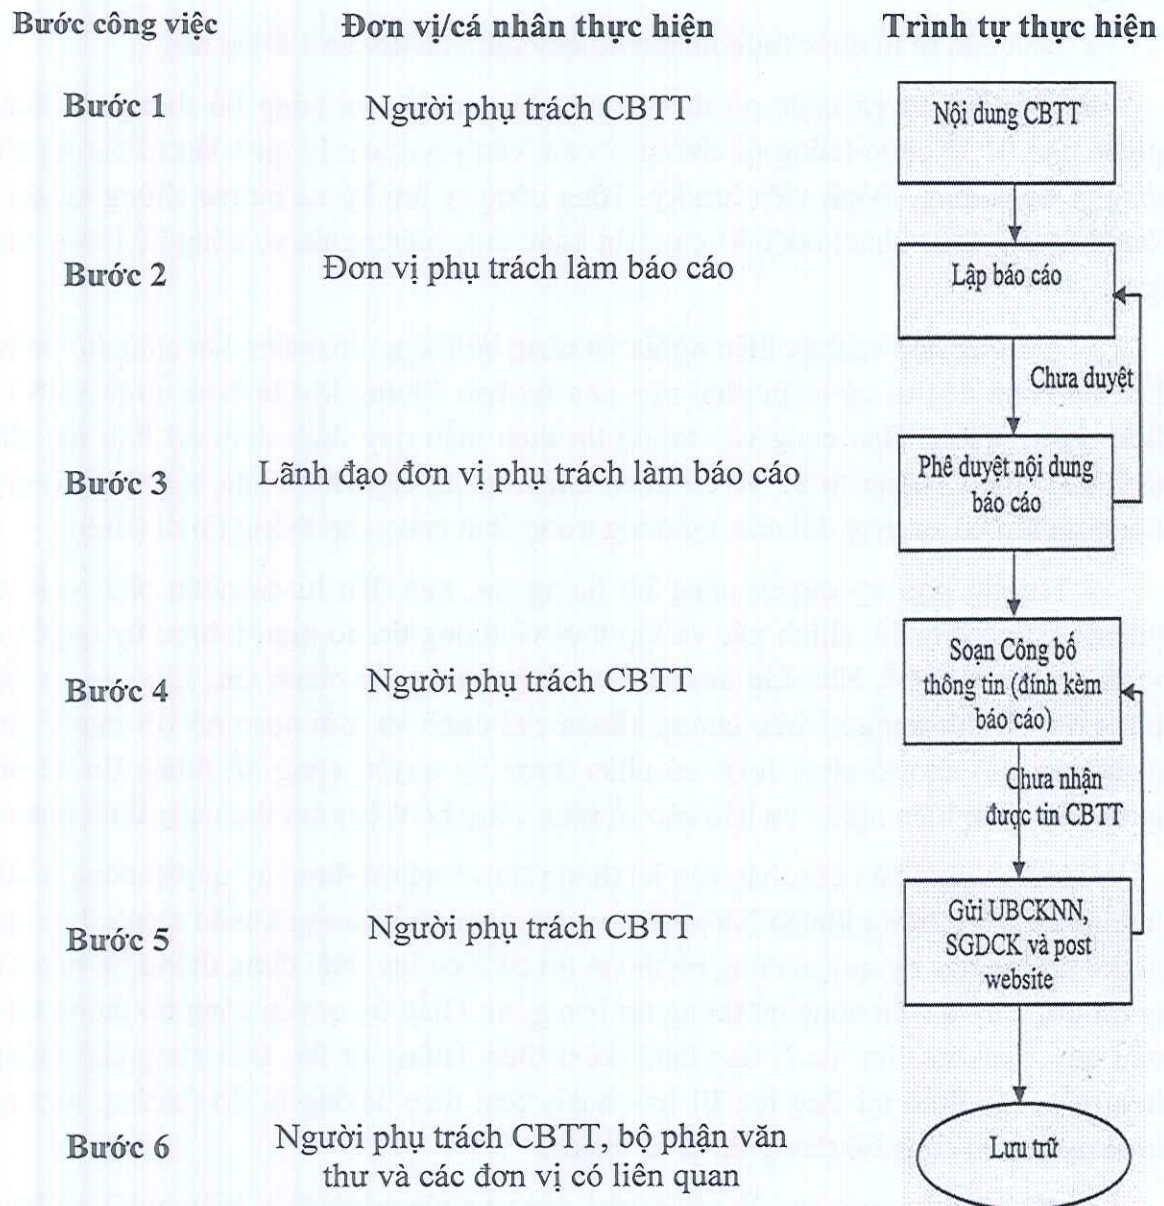 Bước công việc Đơn vị/cá nhân thực hiện Trình tự thực hiện
Bước 1 Người phụ trách CBTT Nội dung CBTT
Bước 2 Đơn vị phụ trách làm báo cáo Lập báo cáo
Chưa duyệt
Bước 3 Lãnh đạo đơn vị phụ trách làm báo cáo Phê duyệt nội dung
báo cáo
Bước 4 Người phụ trách CBTT Soạn Công bố
thông tin (đính kèm
báo cáo)
Chưa nhận
được tin CBTT
Bước 5 Người phụ trách CBTT Gửi UBCKNN,
SGDCK và post
website
Bước 6 Người phụ trách CBTT, bộ phân văn
thư và các đơn vị có liên quan
Lưu trữ